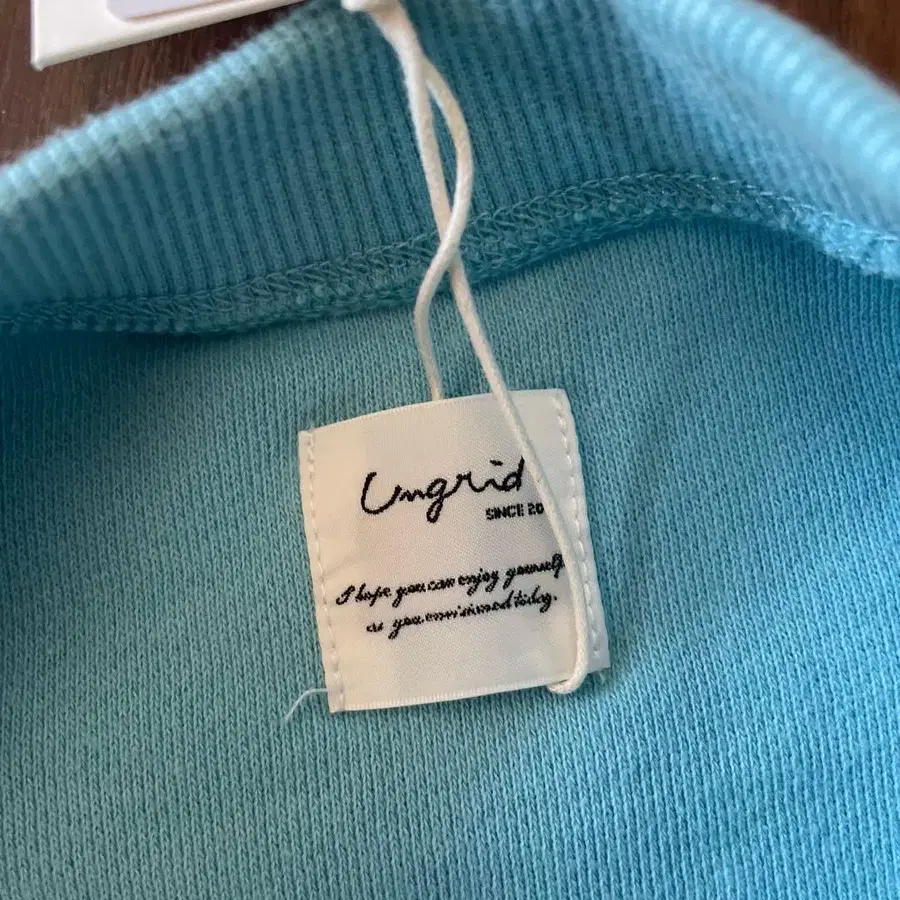 Ungrid
SINCE 20
I hope you can enjoy yourself
as you envisioned today.